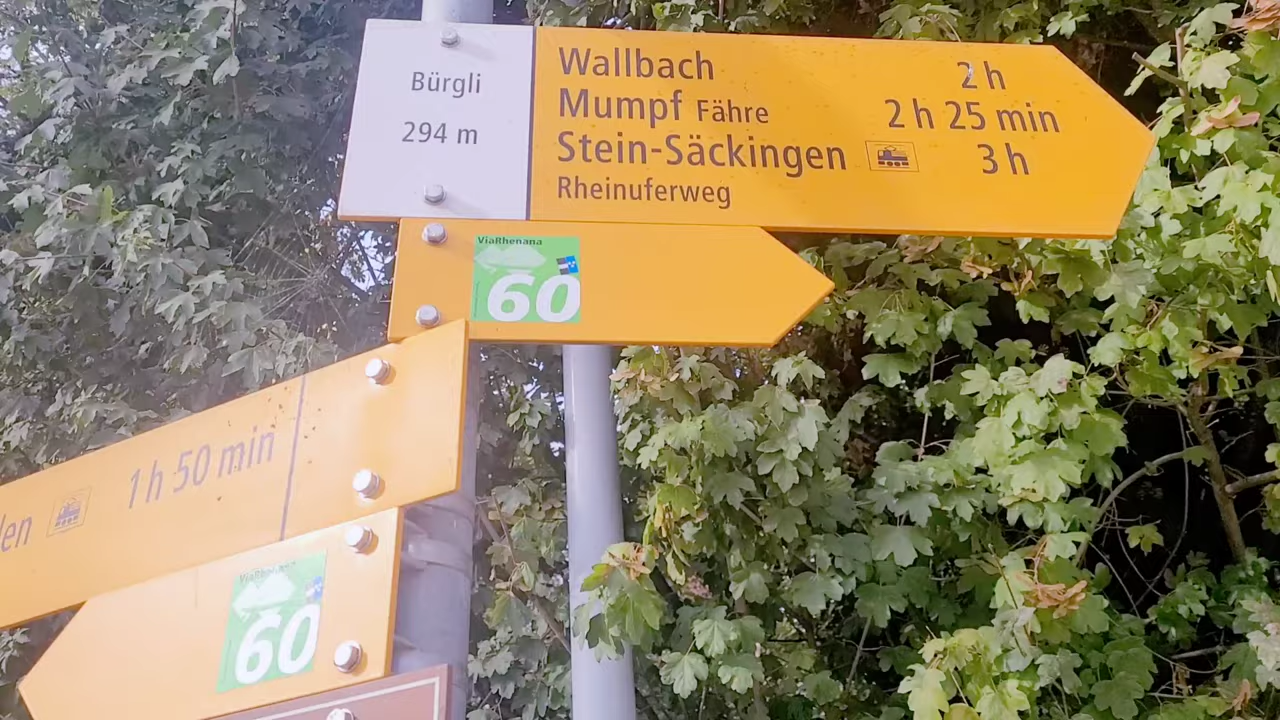 Bürgli
294 m
Wallbach 2 h
Mumpf Fähre 2 h 25 min
Stein-Säckingen 3 h
Rheinuferweg
ViaRhenana
60
1 h 50 min
ViaRhenana
60